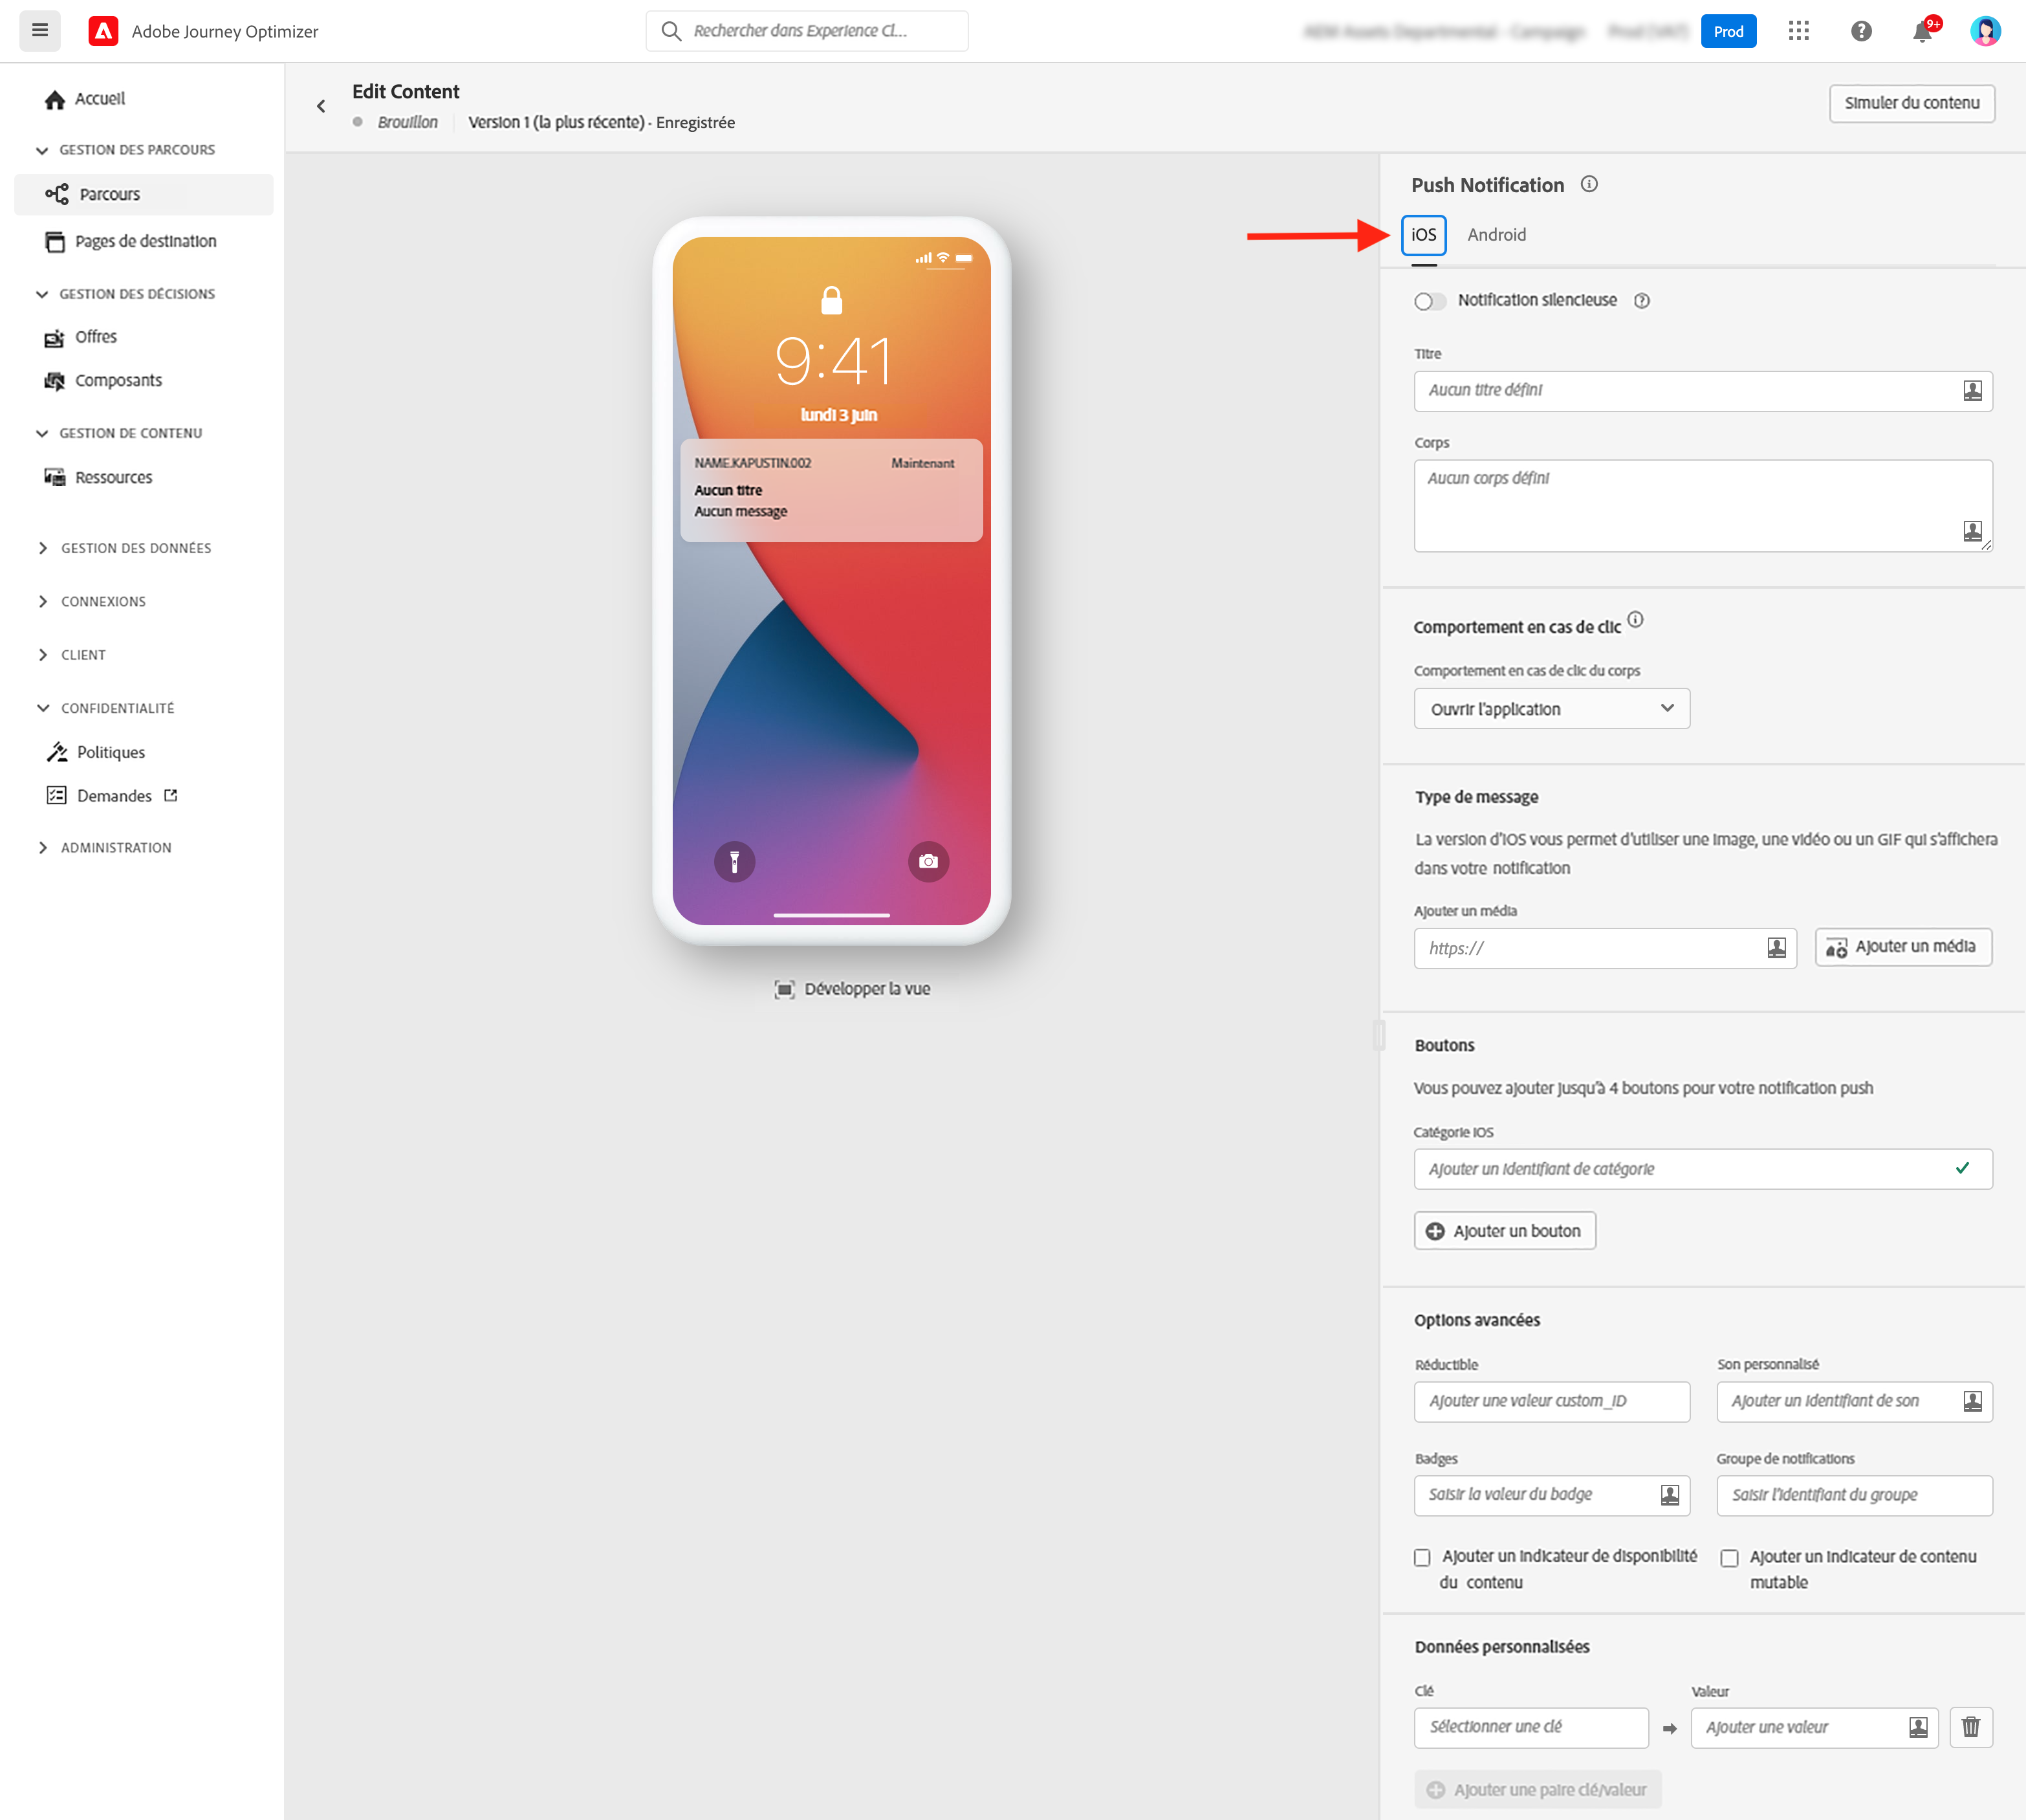 Adobe Journey Optimizer
Rechercher dans Experience Cl...
Prod
9+
Accueil
GESTION DES PARCOURS
Parcours
Pages de destination
GESTION DES DÉCISIONS
Offres
Composants
GESTION DE CONTENU
Ressources
GESTION DES DONNÉES
CONNEXIONS
CLIENT
CONFIDENTIALITÉ
Politiques
Demandes
ADMINISTRATION
Edit Content
Brouillon
Version 1 (la plus récente) - Enregistrée
Simuler du contenu
9:41
lundi 3 juin
NAME.KAPUSTIN.002 Maintenant
Aucun titre
Aucun message
Développer la vue
Push Notification
iOS Android
Notification silencieuse
Titre
Aucun titre défini
Corps
Aucun corps défini
Comportement en cas de clic
Comportement en cas de clic du corps
Ouvrir l'application
Type de message
La version d'iOS vous permet d'utiliser une image, une vidéo ou un GIF qui s'affichera
dans votre notification
Ajouter un média
https://
Ajouter un média
Boutons
Vous pouvez ajouter jusqu'à 4 boutons pour votre notification push
Catégorie iOS
Ajouter un identifiant de catégorie
Ajouter un bouton
Options avancées
Réductible Son personnalisé
Ajouter une valeur custom_ID Ajouter un identifiant de son
Badges Groupe de notifications
Saisir la valeur du badge Saisir l'identifiant du groupe
Ajouter un indicateur de disponibilité
du contenu
Ajouter un indicateur de contenu
mutable
Données personnalisées
Clé Valeur
Sélectionner une clé Ajouter une valeur
Ajouter une paire clé/valeur